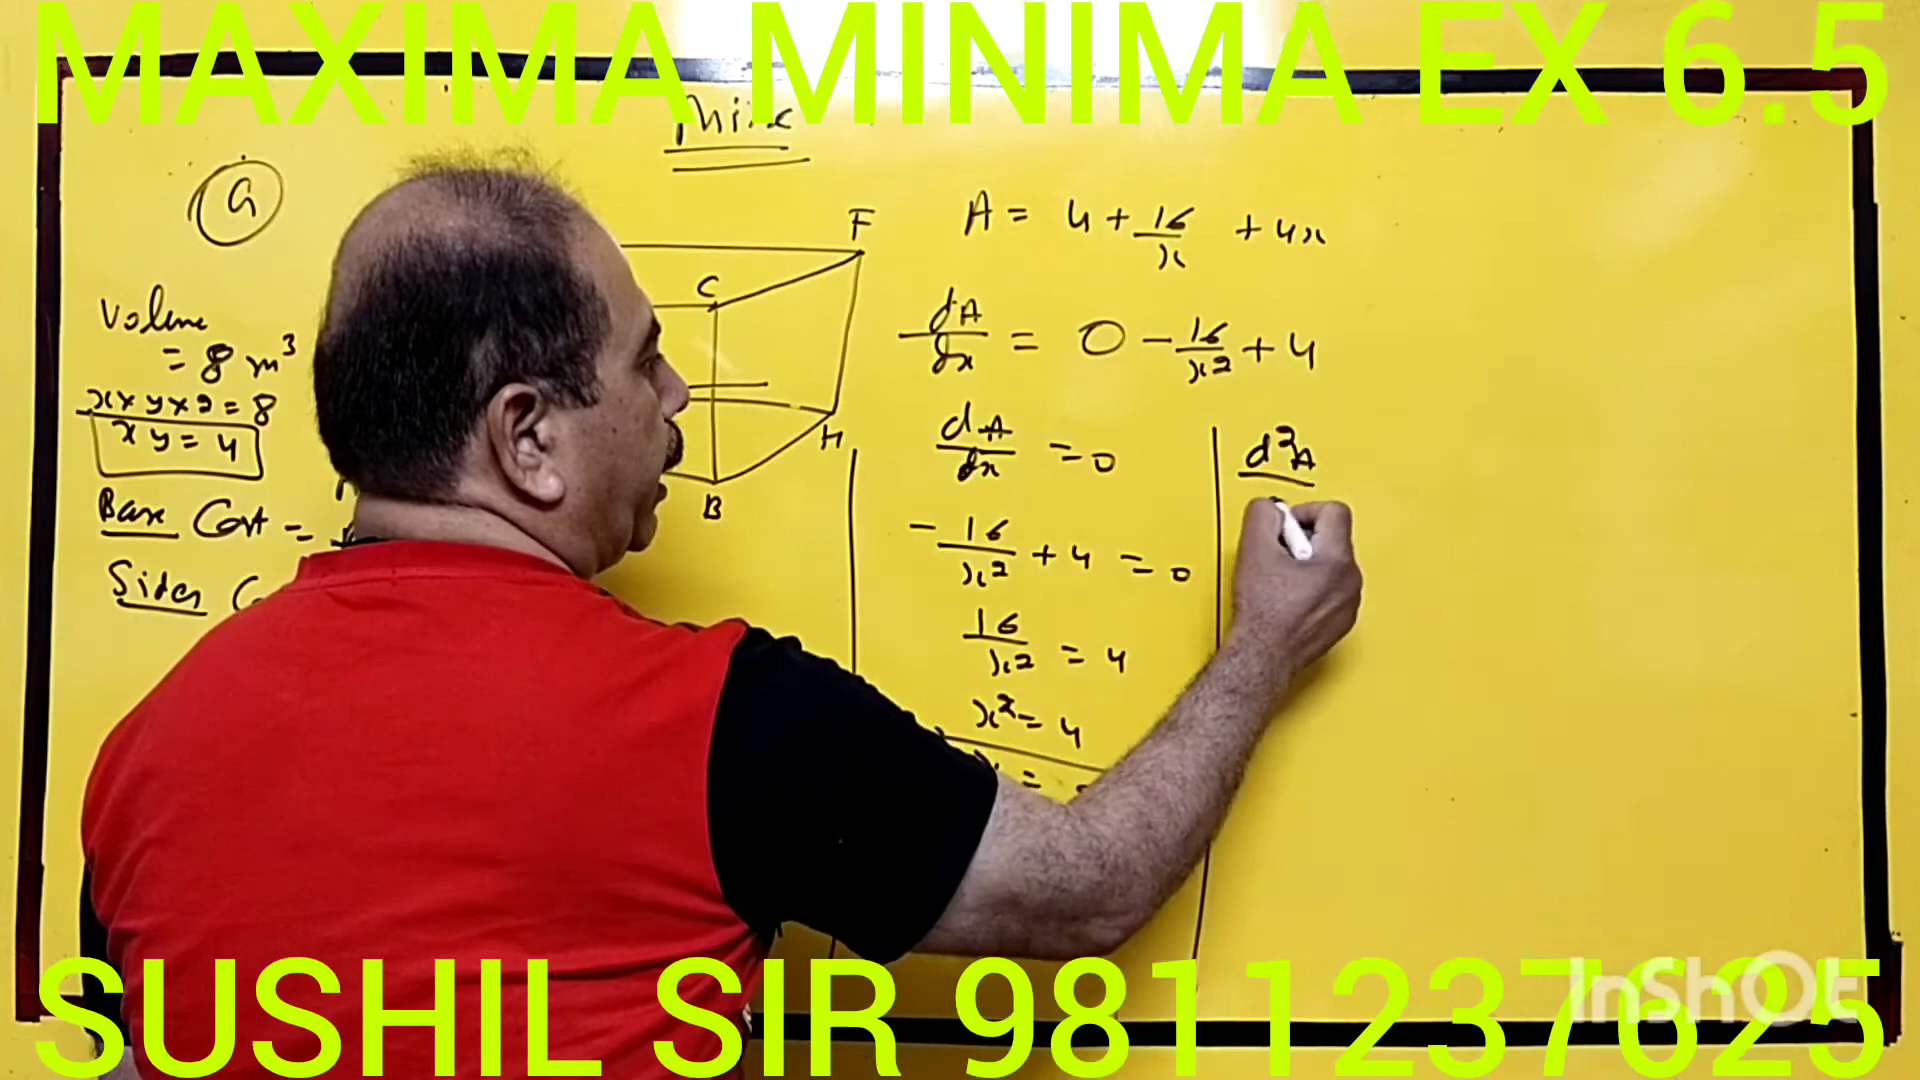 MAXIMA MINIMA EX 6.5
9
Volume
= 8 m³
x × y × 2 = 8
xy = 4
Base Cost =
Sides
F
C
H
B
A = 4 + 16/x + 4x
dA/dx = 0 - 16/x2 + 4
dA/dx = 0
- 16/x2 + 4 = 0
16/x2 = 4
x² = 4
d²A
SUSHIL SIR 9811237625
InShOt